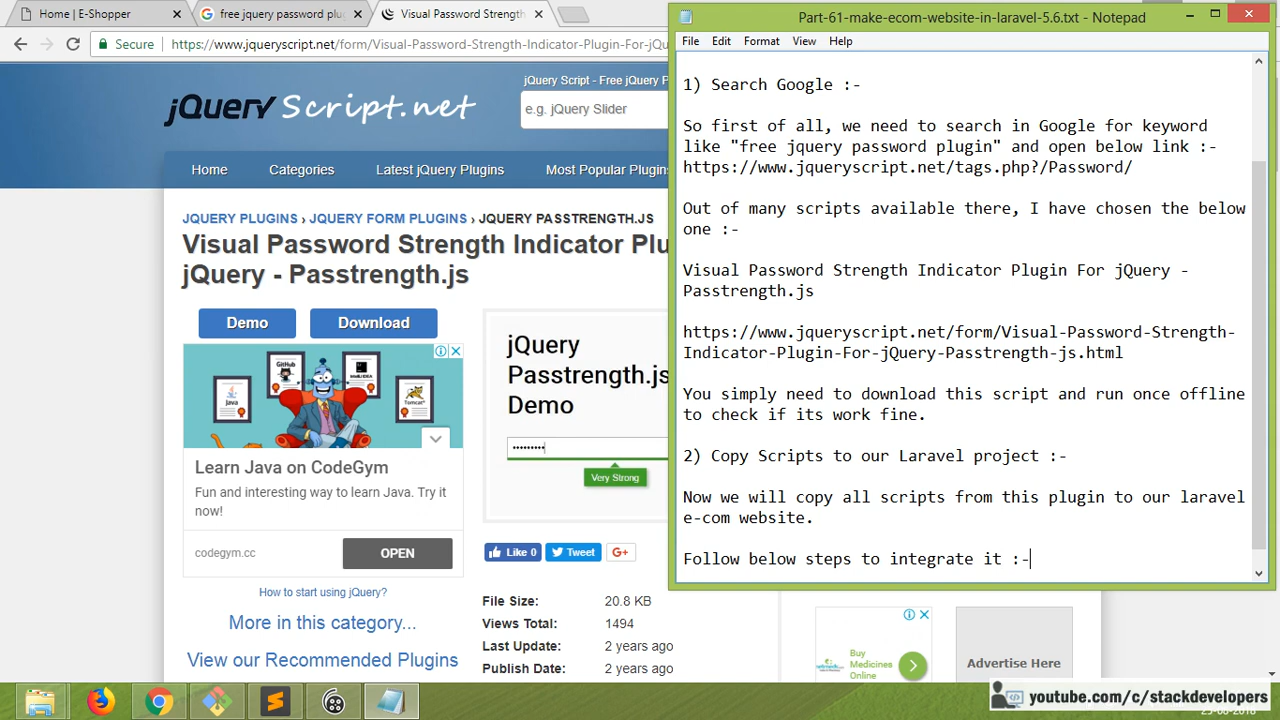 Home | E-Shopper
free jquery password plu
Visual Password Strength
Secure
https://www.jqueryscript.net/form/Visual-Password-Strength-Indicator-Plugin-For-jQu
jQuery Script - Free jQuery P
jQuery Script.net
e.g. jQuery Slider
Home
Categories
Latest jQuery Plugins
Most Popular Plugins
JQUERY PLUGINS › JQUERY FORM PLUGINS › JQUERY PASSTRENGTH.JS
Visual Password Strength Indicator Plu
jQuery - Passtrength.js
Demo
Download
Java
GitHub
IntelliJ IDEA
Tomcat
Learn Java on CodeGym
Fun and interesting way to learn Java. Try it
now!
codegym.cc
OPEN
How to start using jQuery?
More in this category...
View our Recommended Plugins
jQuery
Passtrength.js
Demo
Very Strong
Like 0
Tweet
G+
File Size:
20.8 KB
Views Total:
1494
Last Update:
2 years ago
Publish Date:
2 years ago
Buy
Medicines
Online
Advertise Here
Part-61-make-ecom-website-in-laravel-5.6.txt - Notepad
File
Edit
Format
View
Help
1) Search Google :-
So first of all, we need to search in Google for keyword
like "free jquery password plugin" and open below link :-
https://www.jqueryscript.net/tags.php?/Password/
Out of many scripts available there, I have chosen the below
one :-
Visual Password Strength Indicator Plugin For jQuery -
Passtrength.js
https://www.jqueryscript.net/form/Visual-Password-Strength-
Indicator-Plugin-For-jQuery-Passtrength-js.html
You simply need to download this script and run once offline
to check if its work fine.
2) Copy Scripts to our Laravel project :-
Now we will copy all scripts from this plugin to our laravel
e-com website.
Follow below steps to integrate it :-
youtube.com/c/stackdevelopers